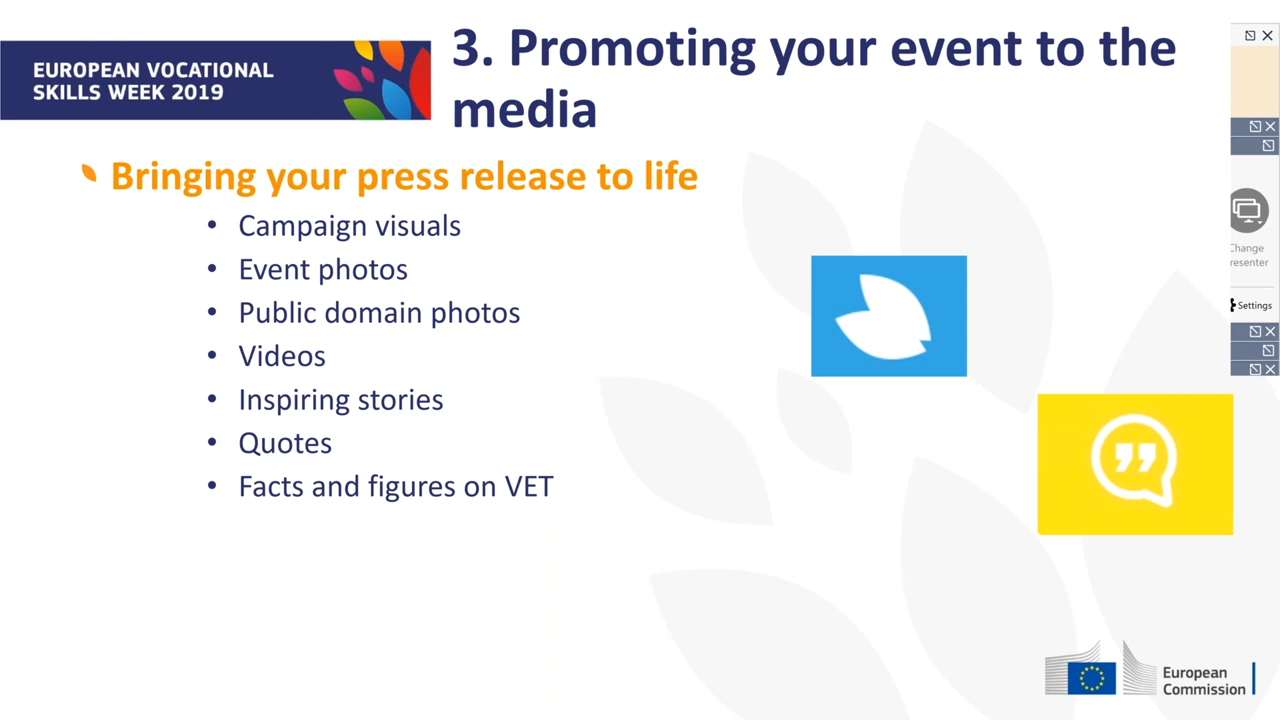 EUROPEAN VOCATIONAL
SKILLS WEEK 2019
3. Promoting your event to the
media
Bringing your press release to life
• Campaign visuals
• Event photos
• Public domain photos
• Videos
• Inspiring stories
• Quotes
• Facts and figures on VET
Change
resenter
Settings
European
Commission